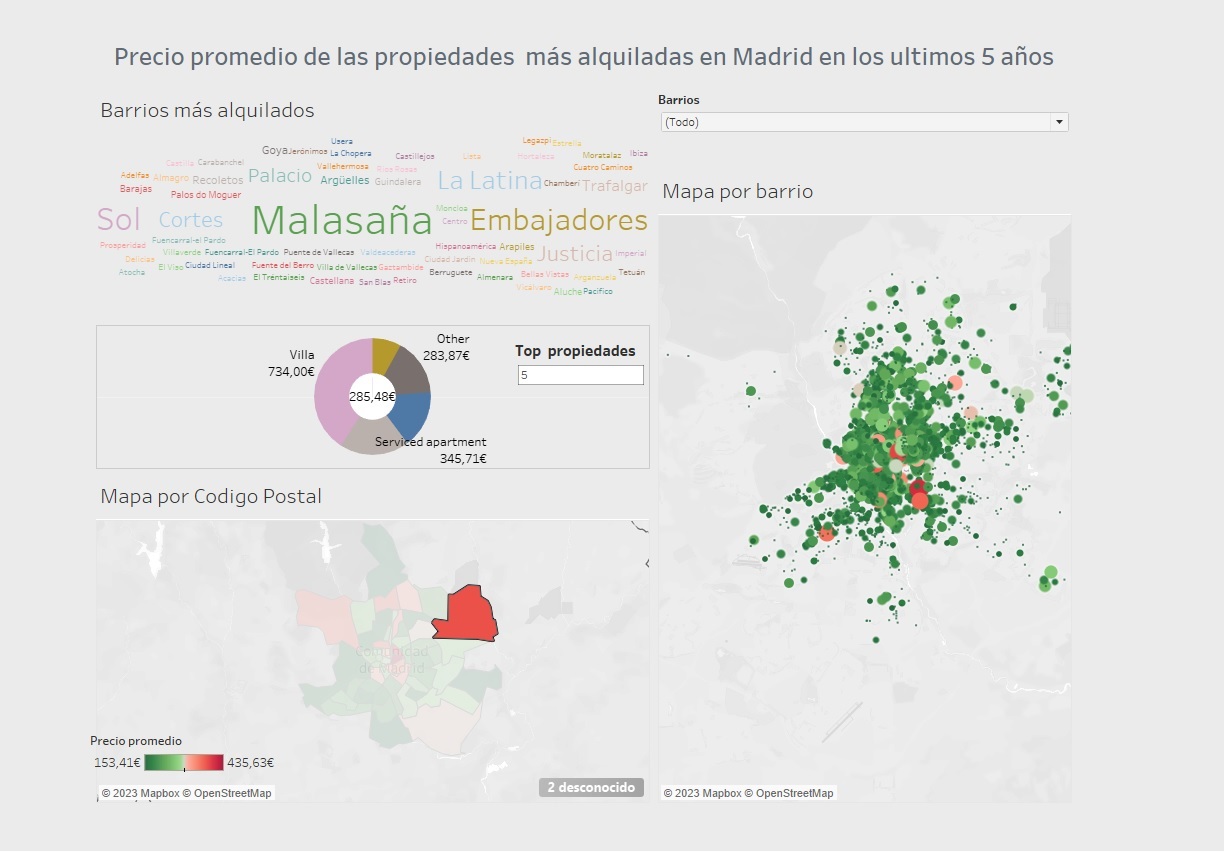 Precio promedio de las propiedades más alquiladas en Madrid en los ultimos 5 años
Barrios más alquilados
Usera
Legazpi Estrella
Goya Jerónimos La Chopera Castillejos Lista Hortaleza Moratalaz Ibiza
Castilla Carabanchel Vallehermosa Ríos Rosas Cuatro Caminos
Adelfas Almagro Recoletos Palacio Argüelles Guindalera La Latina Chamberí Trafalgar
Barajas Palos do Moguer
Sol Cortes Malasaña Moncloa Centro Embajadores
Prosperidad Fuencarral-el Pardo Hispanoamérica Arapiles Justicia Imperial
Villaverde Fuencarral-El Pardo Puente de Vallecas Valdeacederas
Delicias Ciudad Jardin Nueva España
Atocha El Viso Ciudad Lineal Fuente del Berro Villa de Vallecas Gaztambide Berruguete Almenara Bellas Vistas Arganzuela Tetuán
Acacias El Tréntaiseis Castellana San Blas Retiro Vicálvaro Aluche Pacifico
Barrios
(Todo)
Mapa por barrio
Other
283,87€
Villa
734,00€
285,48€
Serviced apartment
345,71€
Top propiedades
5
Mapa por Codigo Postal
Comunidad
de Madrid
Precio promedio
153,41€ 435,63€
2 desconocido
© 2023 Mapbox © OpenStreetMap
© 2023 Mapbox © OpenStreetMap